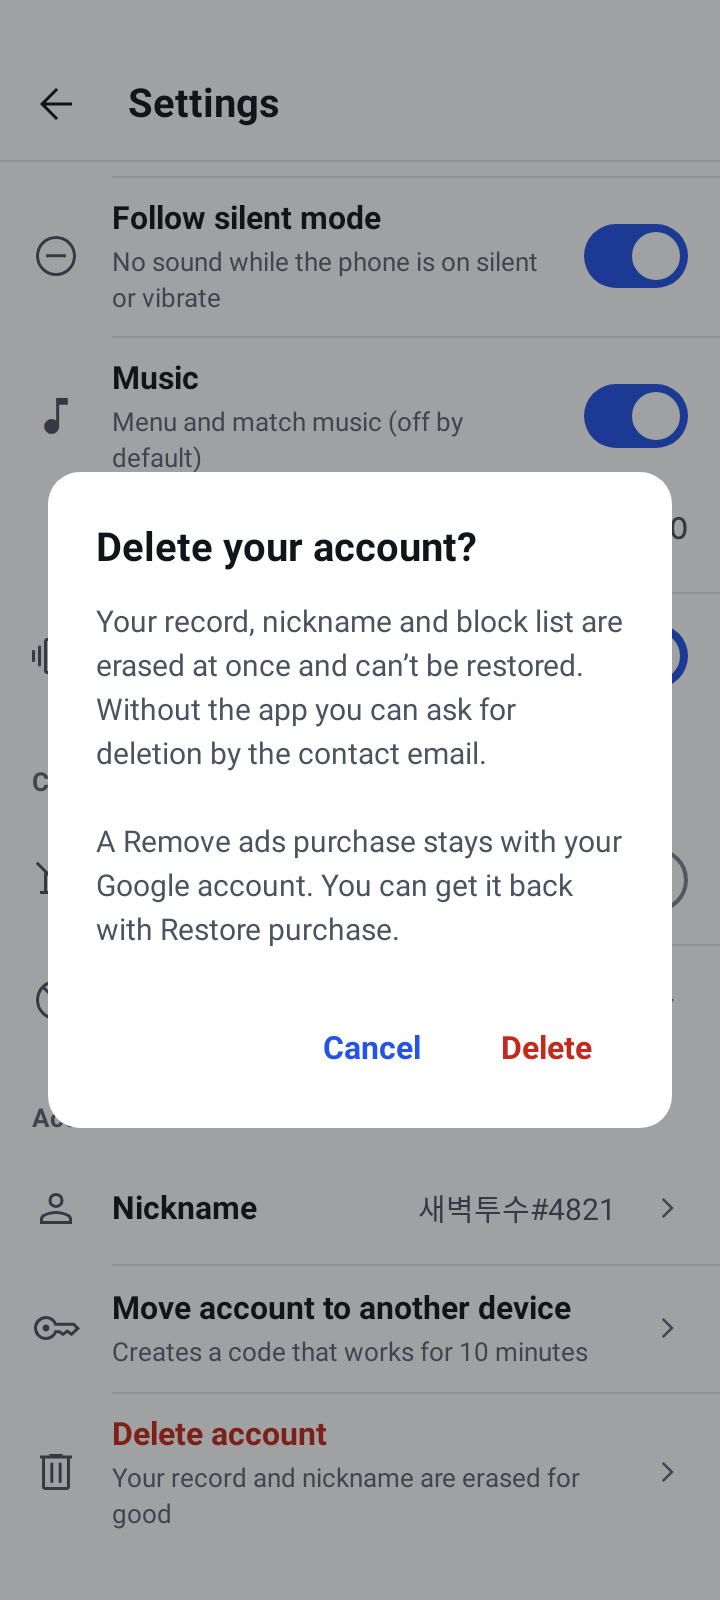 Settings
Follow silent mode
No sound while the phone is on silent
or vibrate
Music
Menu and match music (off by
default)
Delete your account?
Your record, nickname and block list are
erased at once and can’t be restored.
Without the app you can ask for
deletion by the contact email.
A Remove ads purchase stays with your
Google account. You can get it back
with Restore purchase.
Cancel
Delete
Nickname
새벽투수#4821
Move account to another device
Creates a code that works for 10 minutes
Delete account
Your record and nickname are erased for
good